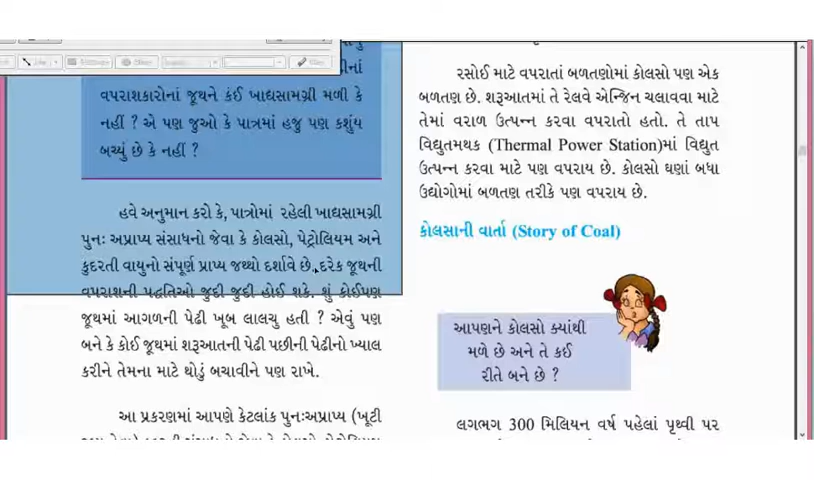 વપરાશકારોનાં જૂથને કંઈ ખાદ્યસામગ્રી મળી કે
નહીં ? એ પણ જુઓ કે પાત્રમાં હજુ પણ કશુંય
બચ્યું છે કે નહીં ?
હવે અનુમાન કરો કે, પાત્રોમાં રહેલી ખાદ્યસામગ્રી
પુનઃ અપ્રાપ્ય સંસાધનો જેવા કે કોલસો, પેટ્રોલિયમ અને
કુદરતી વાયુનો સંપૂર્ણ પ્રાપ્ય જથ્થો દર્શાવે છે. દરેક જૂથની
વપરાશની પદ્ધતિઓ જુદી જુદી હોઈ શકે. શું કોઈપણ
જૂથમાં આગળની પેઢી ખૂબ લાલચુ હતી ? એવું પણ
બને કે કોઈ જૂથમાં શરૂઆતની પેઢી પછીની પેઢીનો ખ્યાલ
કરીને તેમના માટે થોડું બચાવીને પણ રાખે.
આ પ્રકરણમાં આપણે કેટલાંક પુનઃઅપ્રાપ્ય (ખૂટી
રસોઈ માટે વપરાતાં બળતણોમાં કોલસો પણ એક
બળતણ છે. શરૂઆતમાં તે રેલવે એન્જિન ચલાવવા માટે
તેમાં વરાળ ઉત્પન્ન કરવા વપરાતો હતો. તે તાપ
વિદ્યુતમથક (Thermal Power Station)માં વિદ્યુત
ઉત્પન્ન કરવા માટે પણ વપરાય છે. કોલસો ઘણાં બધા
ઉદ્યોગોમાં બળતણ તરીકે પણ વપરાય છે.
કોલસાની વાર્તા (Story of Coal)
આપણને કોલસો ક્યાંથી
મળે છે અને તે કઈ
રીતે બને છે ?
લગભગ 300 મિલિયન વર્ષ પહેલાં પૃથ્વી પર